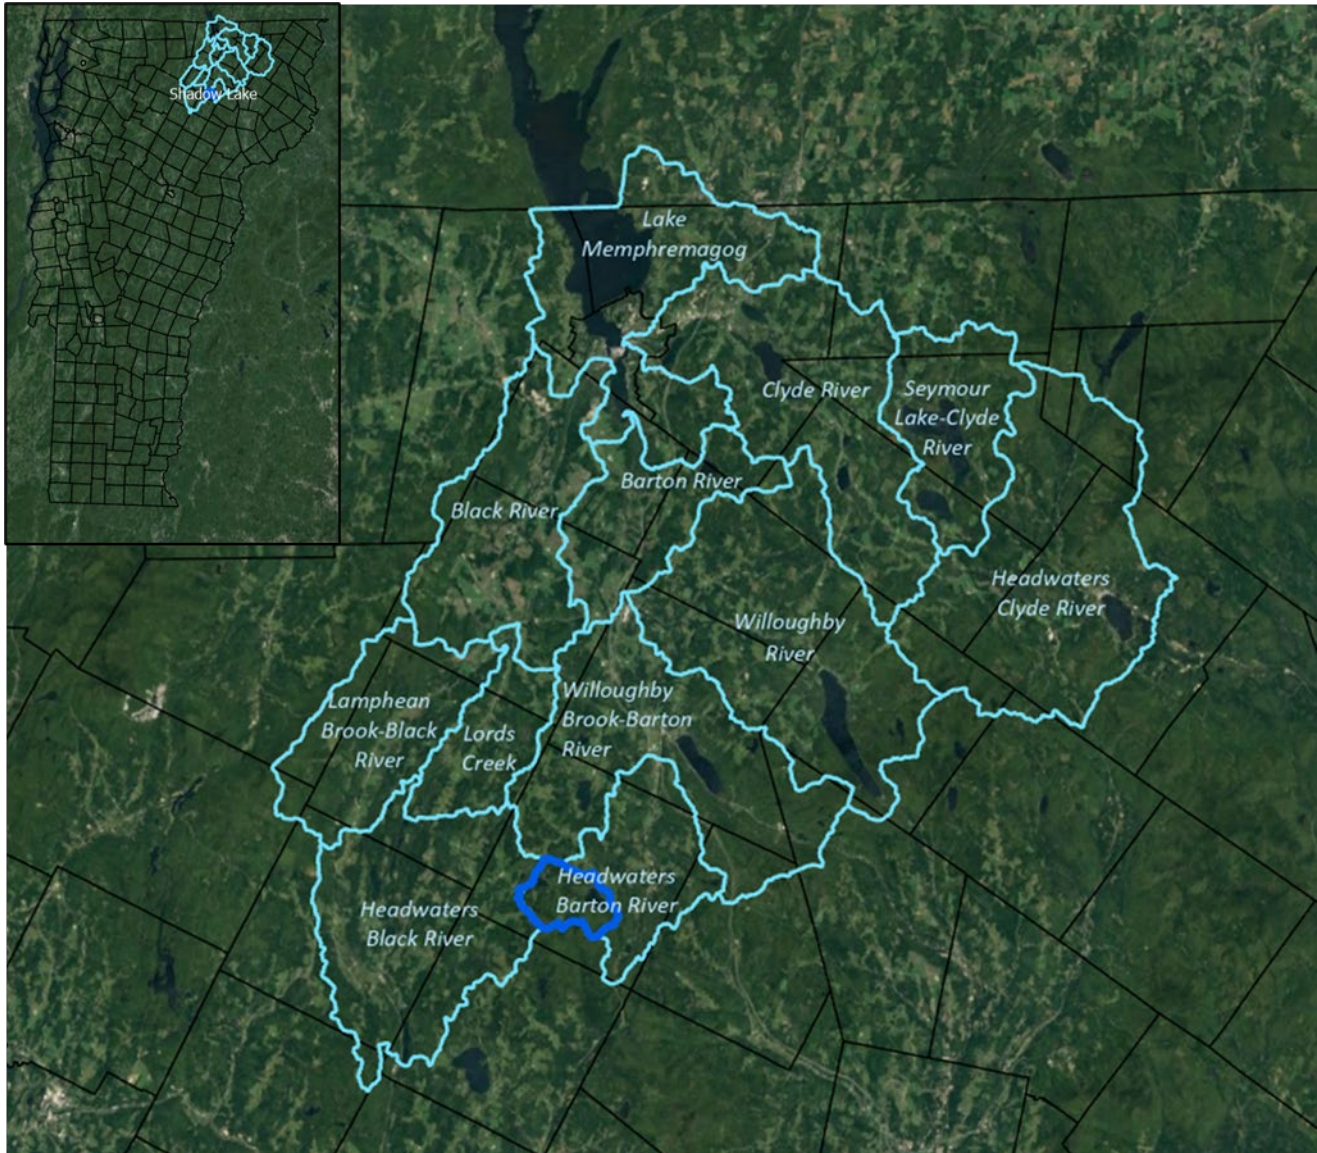 Shadow Lake
Lake
Memphremagog
Clyde River
Seymour
Lake-Clyde
River
Barton River
Black River
Headwaters
Clyde River
Willoughby
River
Lamphean
Brook-Black
River
Lords
Creek
Willoughby
Brook-Barton
River
Headwaters
Barton River
Headwaters
Black River